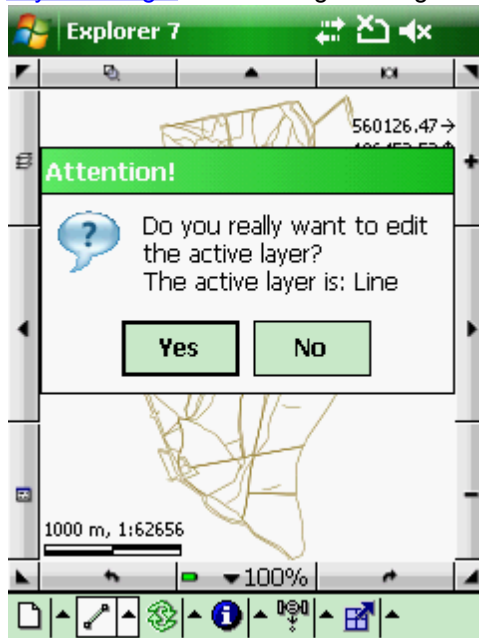 Explorer 7
560126.47
Attention!
Do you really want to edit
the active layer?
The active layer is: Line
Yes No
1000 m, 1:62656
100%